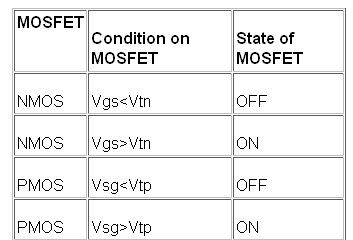 MOSFET Condition on MOSFET State of MOSFET
NMOS Vgs<Vtn OFF
NMOS Vgs>Vtn ON
PMOS Vsg<Vtp OFF
PMOS Vsg>Vtp ON